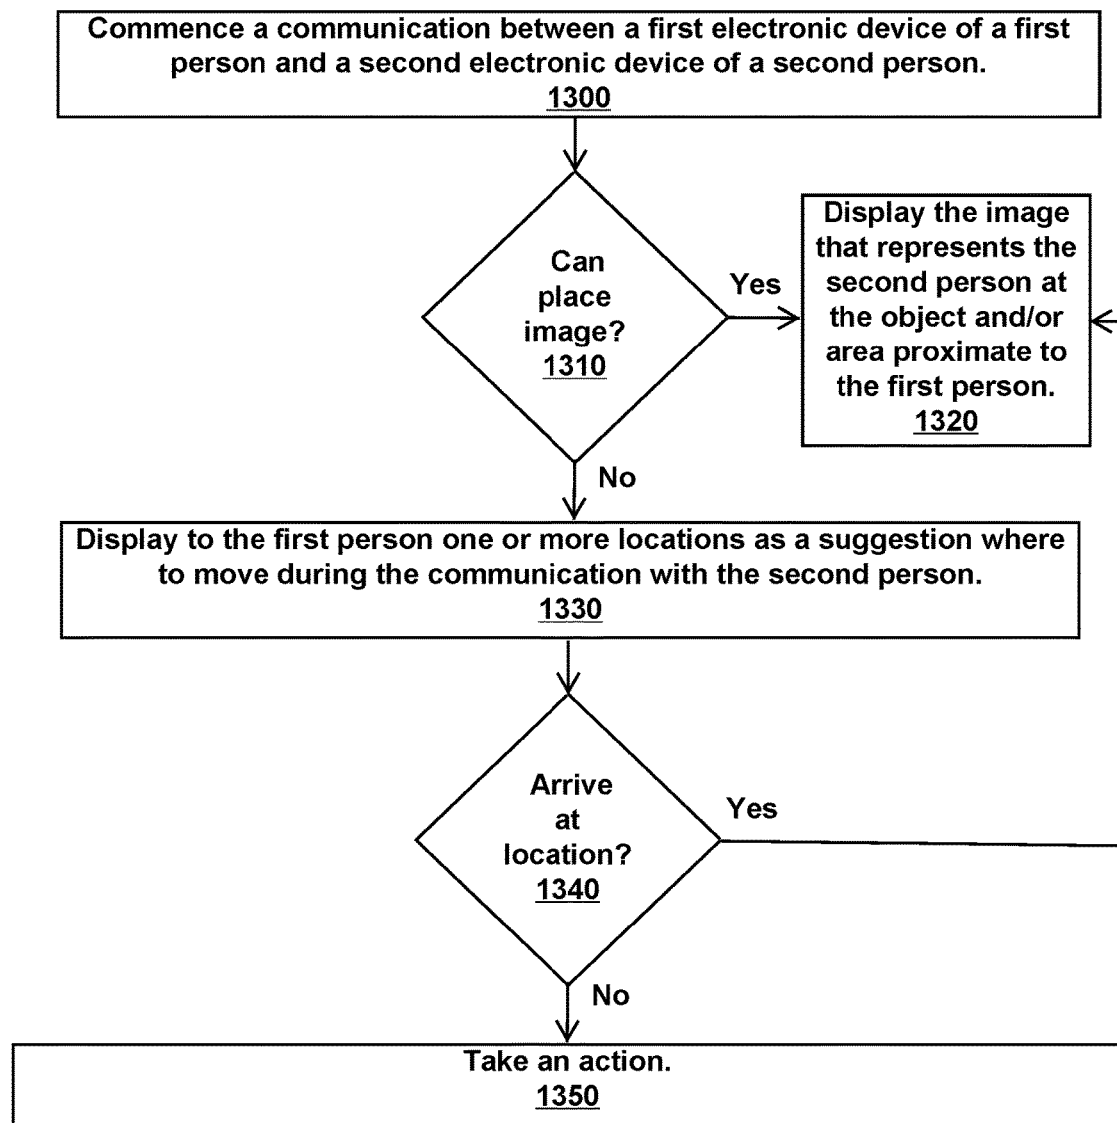 Commence a communication between a first electronic device of a first
person and a second electronic device of a second person.
1300
Can
place
image?
1310
Yes
Display the image
that represents the
second person at
the object and/or
area proximate to
the first person.
1320
No
Display to the first person one or more locations as a suggestion where
to move during the communication with the second person.
1330
Arrive
at
location?
1340
Yes
No
Take an action.
1350